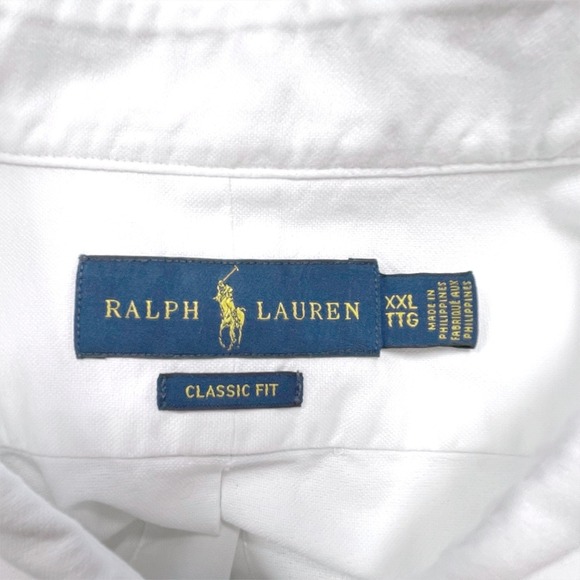 RALPH LAUREN
XXL
TTG
MADE IN
PHILIPPINES
FABRIQUÉ AUX
PHILIPPINES
CLASSIC FIT